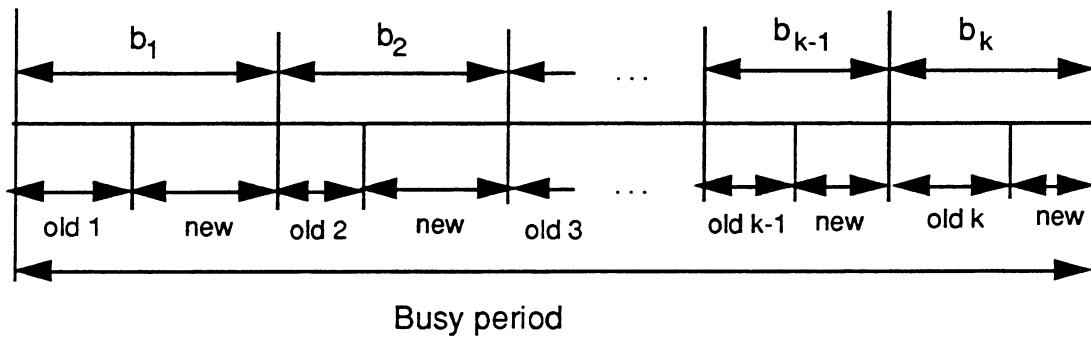 b1 b2 bk-1 bk
...
...
old 1 new old 2 new old 3 old k-1 new old k new
Busy period